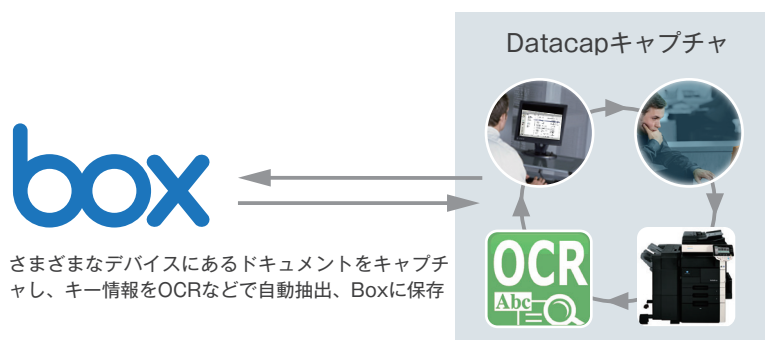 Datacapキャプチャ
box
さまざまなデバイスにあるドキュメントをキャプチ
ャし、キー情報をOCRなどで自動抽出、Boxに保存
OCR
Abc